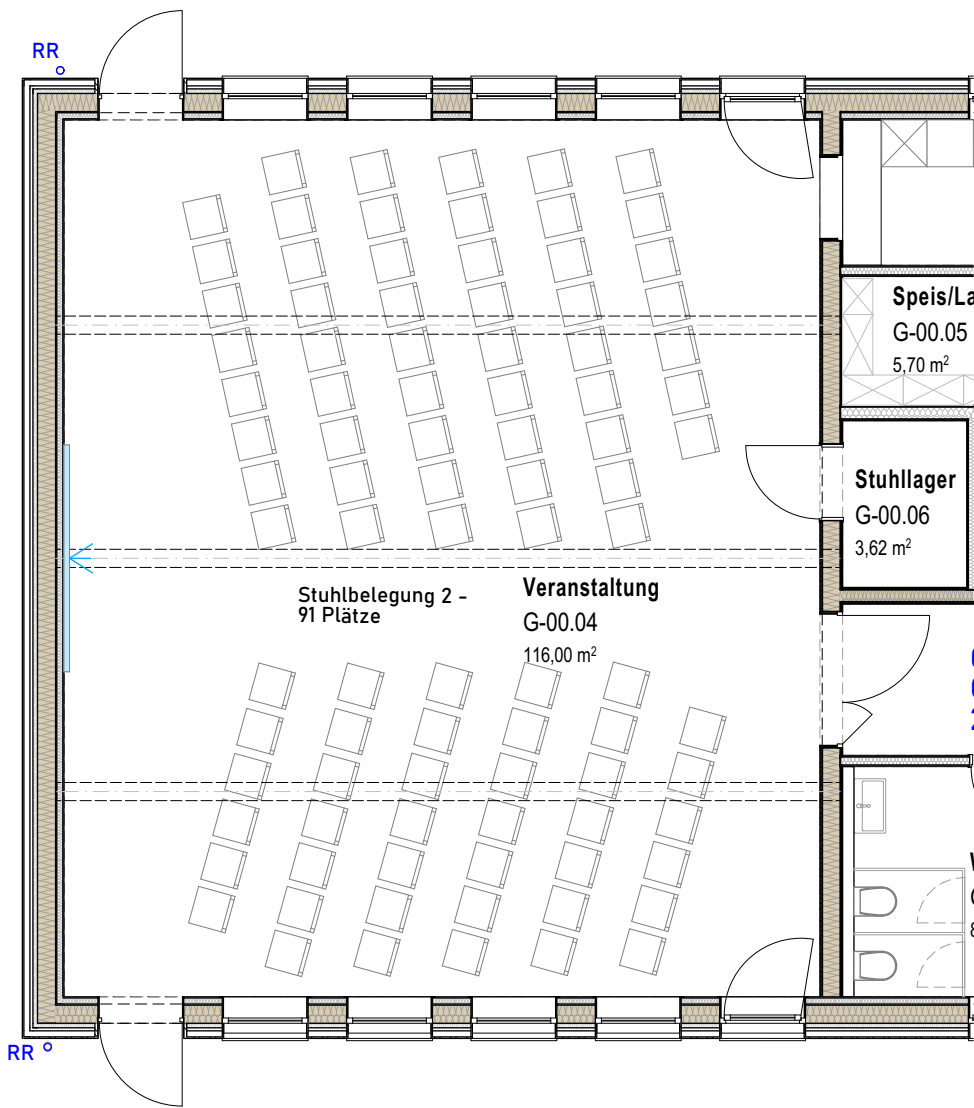 RR
Speis/La
G-00.05
5,70 m²
Stuhllager
G-00.06
3,62 m²
Stuhlbelegung 2 -
91 Plätze
Veranstaltung
G-00.04
116,00 m²
RR